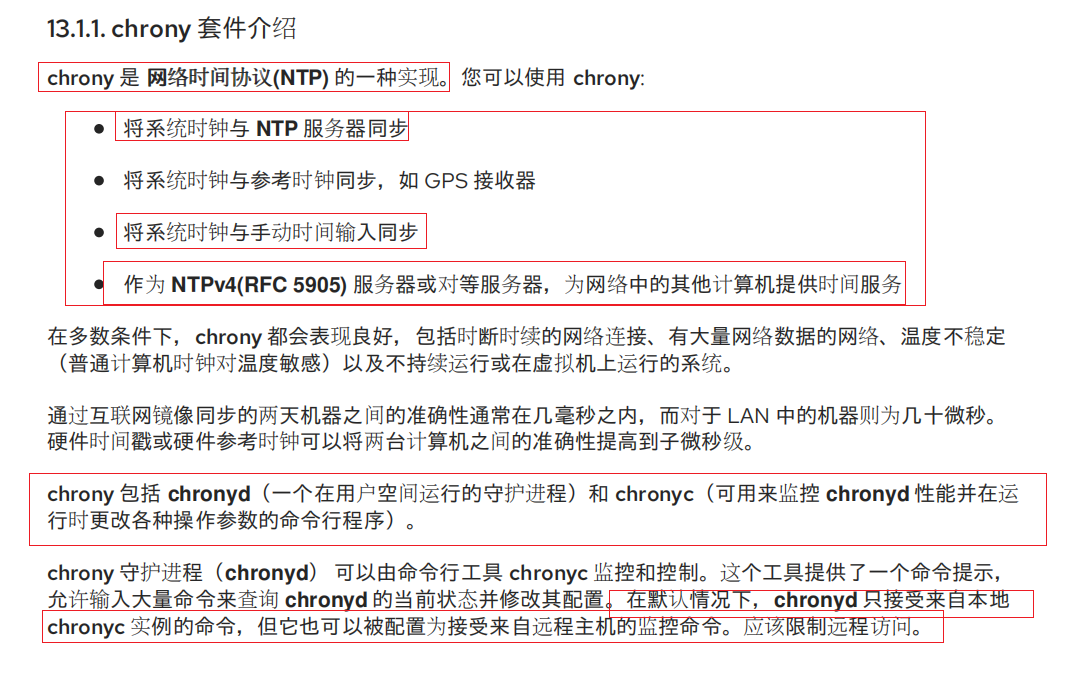 13.1.1. chrony 套件介绍
chrony 是 网络时间协议(NTP) 的一种实现。您可以使用 chrony:
● 将系统时钟与 NTP 服务器同步
● 将系统时钟与参考时钟同步，如 GPS 接收器
● 将系统时钟与手动时间输入同步
● 作为 NTPv4(RFC 5905) 服务器或对等服务器，为网络中的其他计算机提供时间服务
在多数条件下，chrony 都会表现良好，包括时断时续的网络连接、有大量网络数据的网络、温度不稳定
（普通计算机时钟对温度敏感）以及不持续运行或在虚拟机上运行的系统。
通过互联网镜像同步的两天机器之间的准确性通常在几毫秒之内，而对于 LAN 中的机器则为几十微秒。
硬件时间戳或硬件参考时钟可以将两台计算机之间的准确性提高到子微秒级。
chrony 包括 chronyd（一个在用户空间运行的守护进程）和 chronyc（可用来监控 chronyd 性能并在运
行时更改各种操作参数的命令行程序）。
chrony 守护进程（chronyd） 可以由命令行工具 chronyc 监控和控制。这个工具提供了一个命令提示，
允许输入大量命令来查询 chronyd 的当前状态并修改其配置。在默认情况下，chronyd 只接受来自本地
chronyc 实例的命令，但它也可以被配置为接受来自远程主机的监控命令。应该限制远程访问。